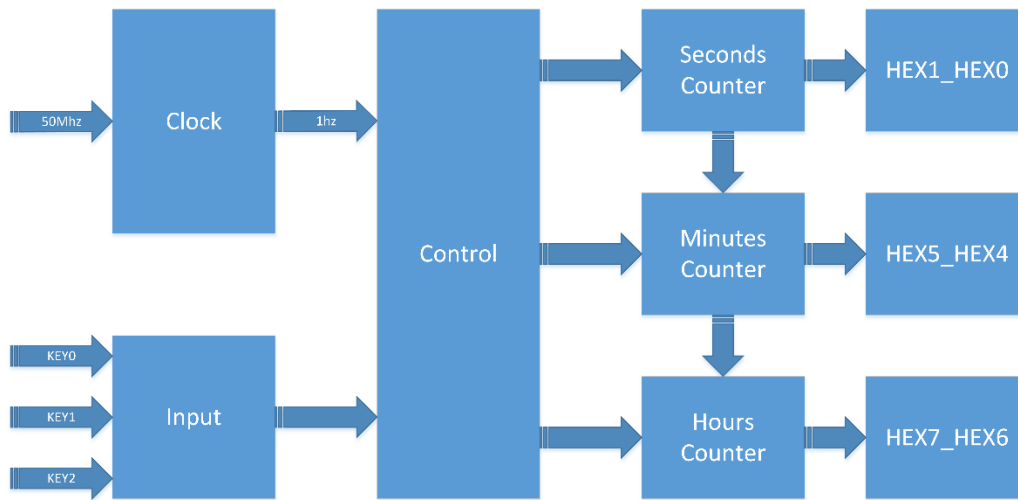 50Mhz
Clock
1hz
Control
Seconds
Counter
HEX1_HEX0
Minutes
Counter
HEX5_HEX4
KEY0
KEY1
KEY2
Input
Hours
Counter
HEX7_HEX6